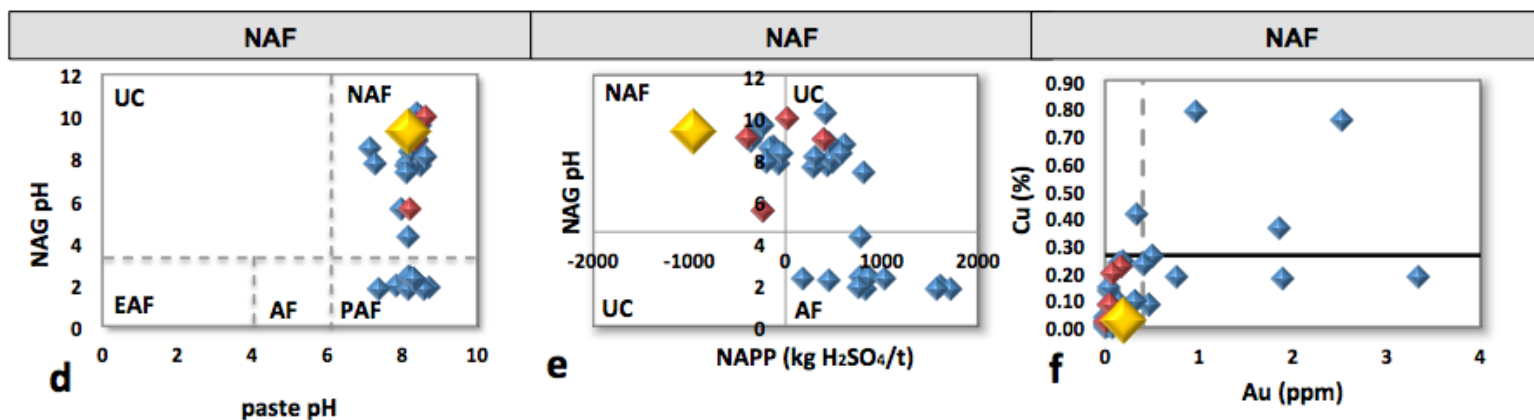 NAF
NAF
NAF
12
10
8
6
4
2
0
NAG pH
UC
NAF
EAF
AF
PAF
0
2
4
6
8
10
d
paste pH
12
10
8
6
4
2
0
NAG pH
NAF
UC
-2000
-1000
0
1000
2000
UC
AF
e
NAPP (kg H₂SO₄/t)
0.90
0.80
0.70
0.60
0.50
0.40
0.30
0.20
0.10
0.00
Cu (%)
0
1
2
3
4
f
Au (ppm)